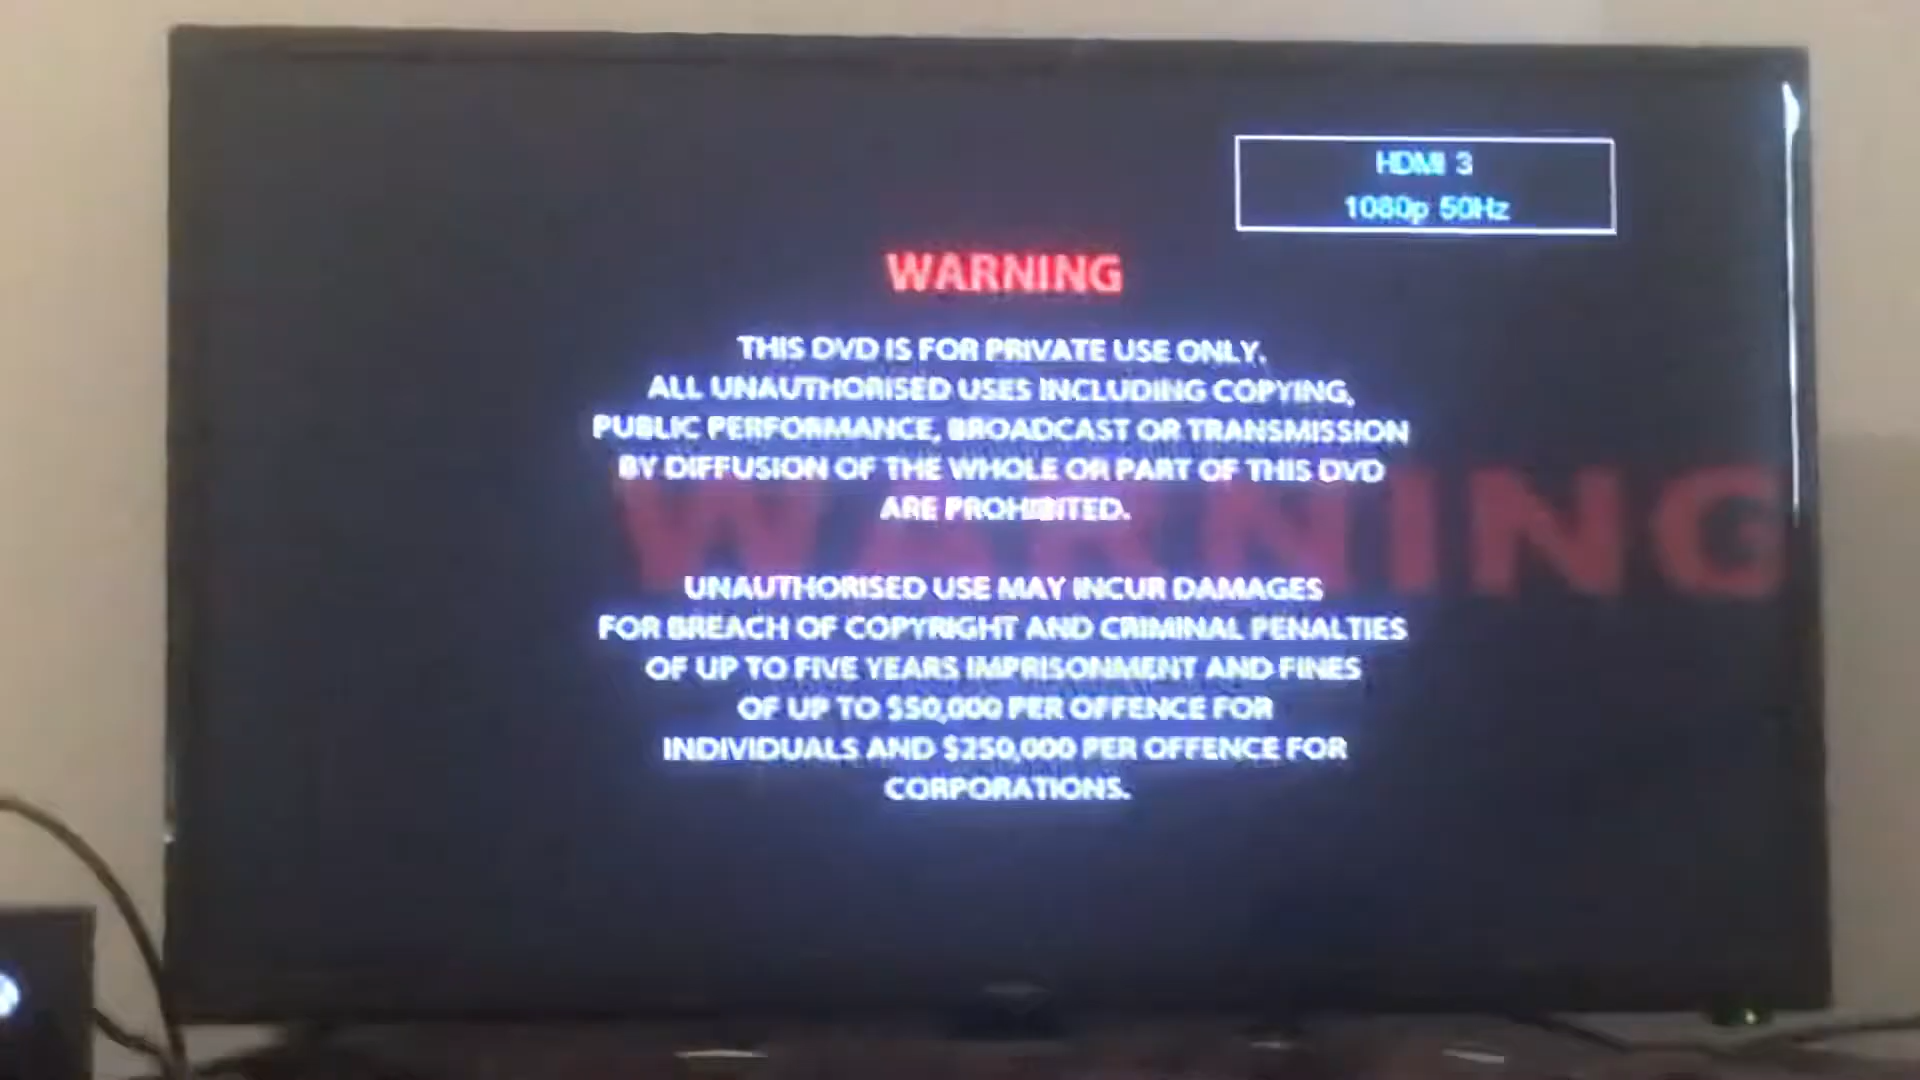 HDMI 3
1080p 50Hz
WARNING
THIS DVD IS FOR PRIVATE USE ONLY.
ALL UNAUTHORISED USES INCLUDING COPYING,
PUBLIC PERFORMANCE, BROADCAST OR TRANSMISSION
BY DIFFUSION OF THE WHOLE OR PART OF THIS DVD
ARE PROHIBITED.
WARNING
UNAUTHORISED USE MAY INCUR DAMAGES
FOR BREACH OF COPYRIGHT AND CRIMINAL PENALTIES
OF UP TO FIVE YEARS IMPRISONMENT AND FINES
OF UP TO $50,000 PER OFFENCE FOR
INDIVIDUALS AND $250,000 PER OFFENCE FOR
CORPORATIONS.